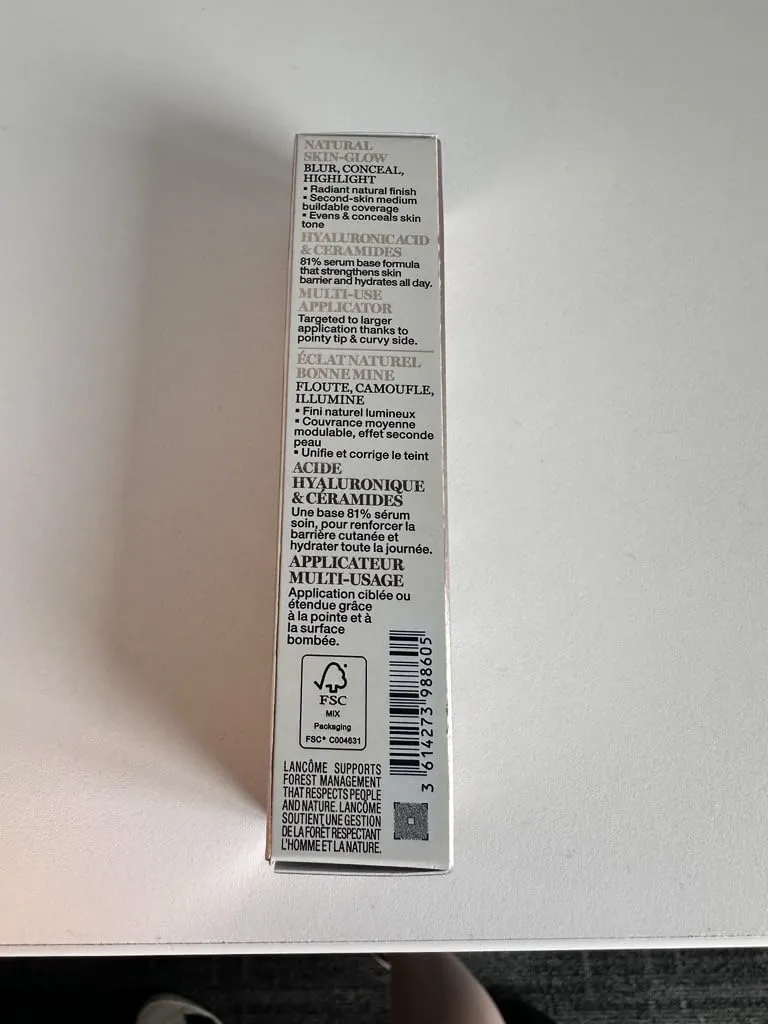 NATURAL
SKIN-GLOW
BLUR, CONCEAL,
HIGHLIGHT
▪ Radiant natural finish
▪ Second-skin medium
buildable coverage
▪ Evens & conceals skin
tone
HYALURONIC ACID
& CERAMIDES
81% serum base formula
that strengthens skin
barrier and hydrates all day.
MULTI-USE
APPLICATOR
Targeted to larger
application thanks to
pointy tip & curvy side.
ÉCLAT NATUREL
BONNE MINE
FLOUTE, CAMOUFLE,
ILLUMINE
▪ Fini naturel lumineux
▪ Couvrance moyenne
modulable, effet seconde
peau
▪ Unifie et corrige le teint
ACIDE
HYALURONIQUE
& CÉRAMIDES
Une base 81% sérum
soin, pour renforcer la
barrière cutanée et
hydrater toute la journée.
APPLICATEUR
MULTI-USAGE
Application ciblée ou
étendue grâce
à la pointe et à
la surface
bombée.
FSC
MIX
Packaging
FSC® C004631
3 614273 988605
LANCÔME SUPPORTS
FOREST MANAGEMENT
THAT RESPECTS PEOPLE
AND NATURE. LANCÔME
SOUTIENT UNE GESTION
DE LA FORÊT RESPECTANT
L'HOMME ET LA NATURE.